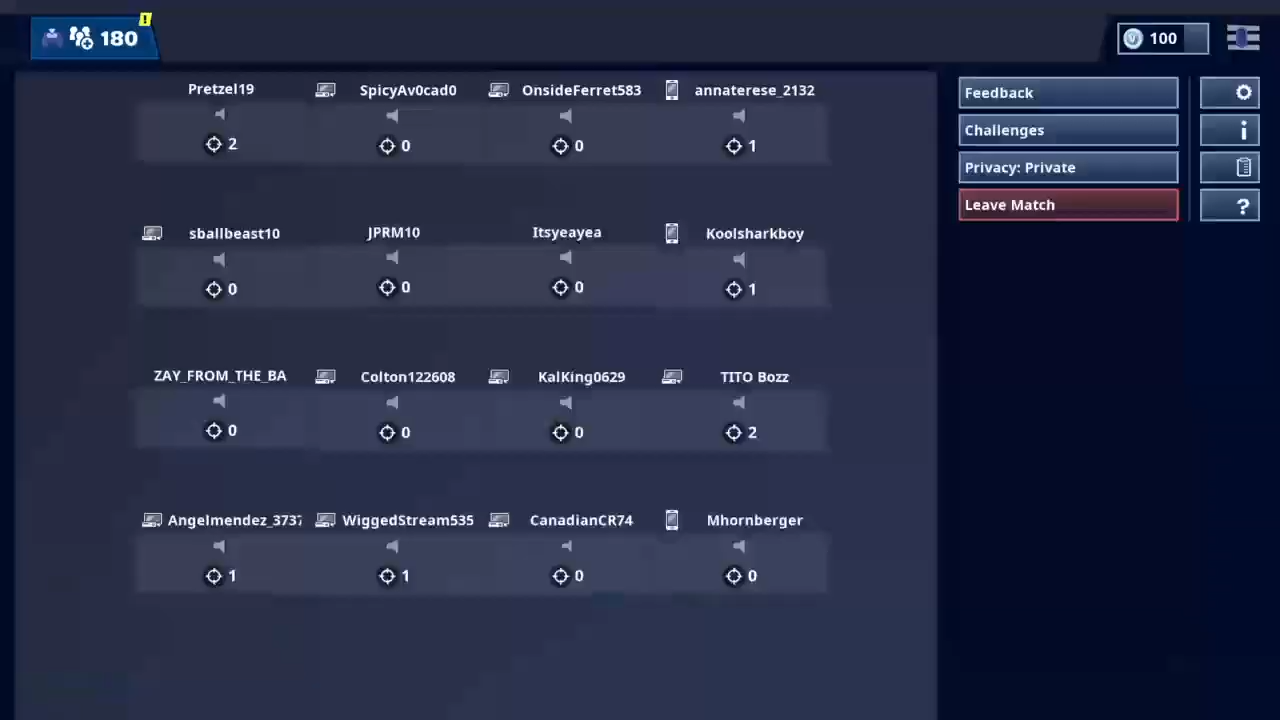 180 !
100
Pretzel19 SpicyAv0cad0 OnsideFerret583 annaterese_2132
2 0 0 1
sballbeast10 JPRM10 Itsyeayea Koolsharkboy
0 0 0 1
ZAY_FROM_THE_BA Colton122608 KalKing0629 TITO Bozz
0 0 0 2
Angelmendez_3737 WiggedStream535 CanadianCR74 Mhornberger
1 1 0 0
Feedback
Challenges i
Privacy: Private
Leave Match ?